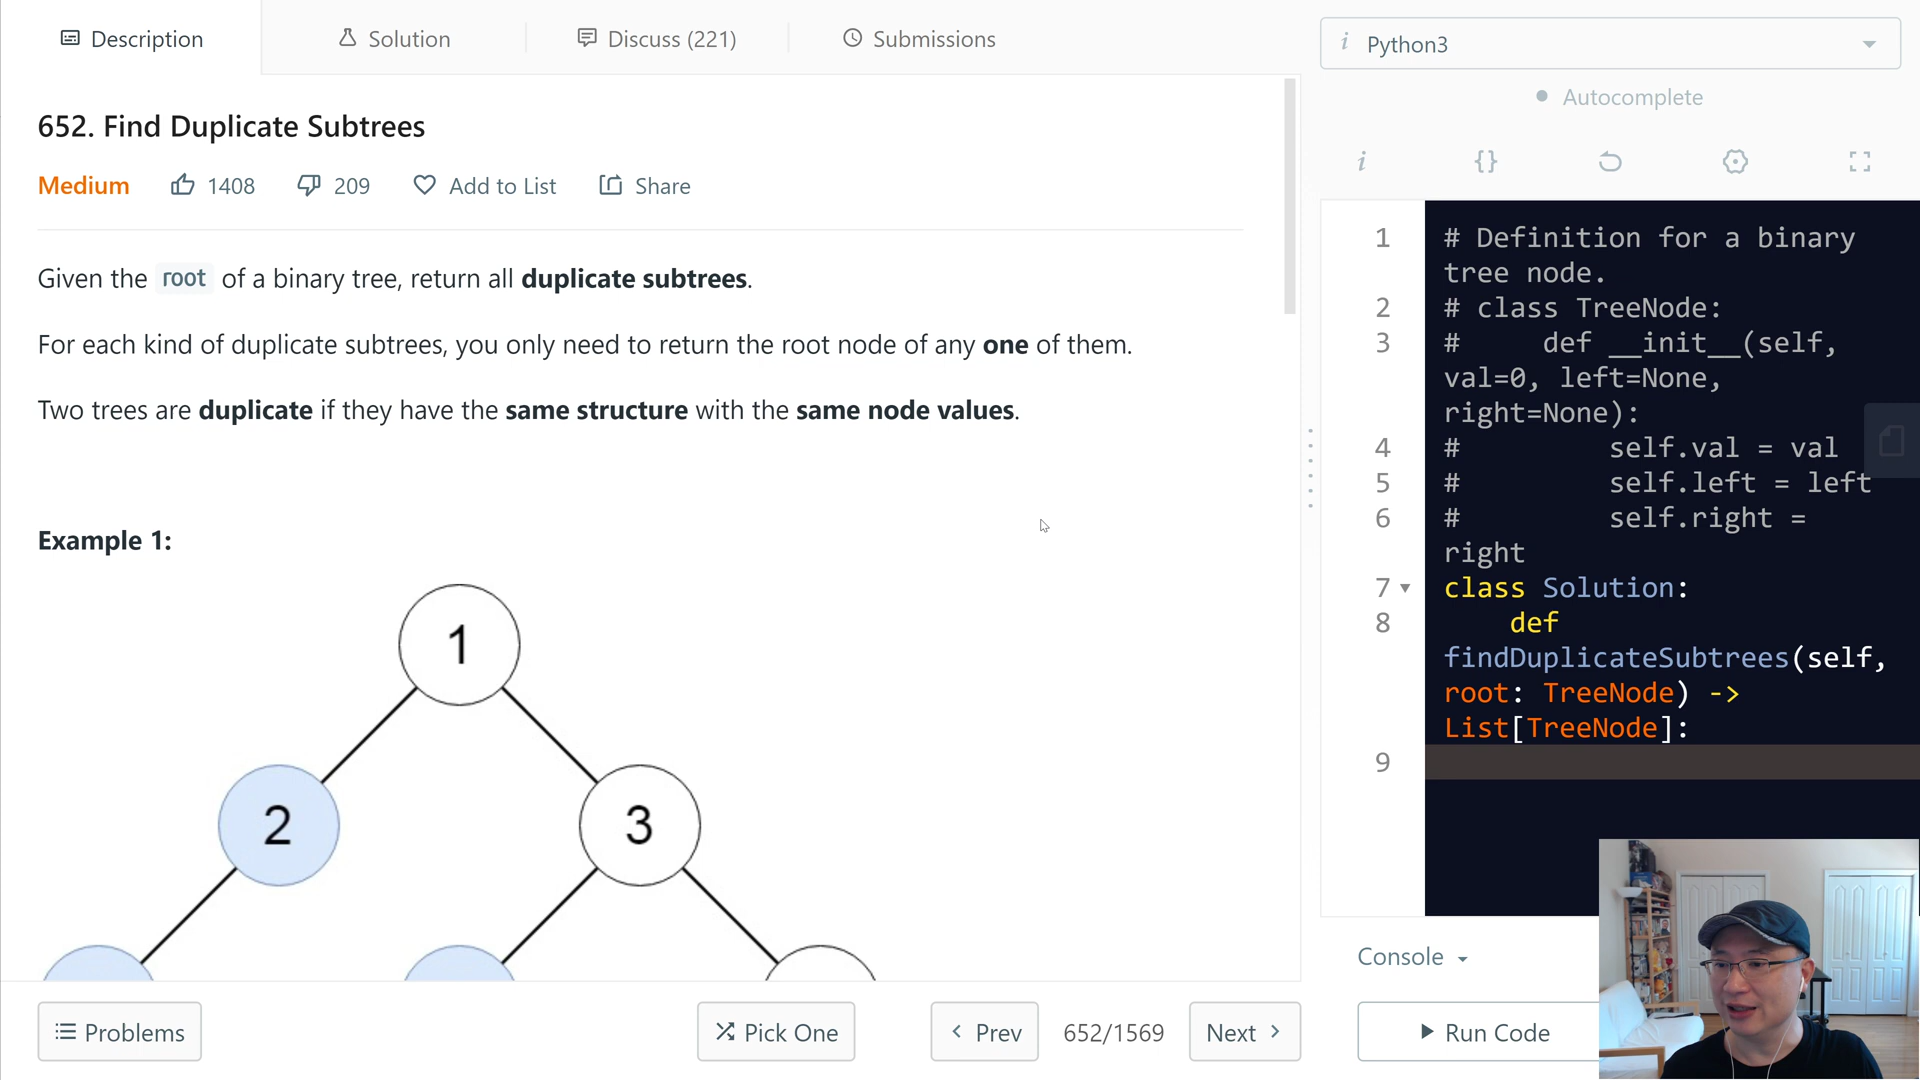 Description
Solution
Discuss (221)
Submissions
652. Find Duplicate Subtrees
Medium
1408
209
Add to List
Share
Given the root of a binary tree, return all duplicate subtrees.
For each kind of duplicate subtrees, you only need to return the root node of any one of them.
Two trees are duplicate if they have the same structure with the same node values.
Example 1:
1
2
3
Problems
Pick One
Prev
652/1569
Next
i Python3
Autocomplete
i {}
1 # Definition for a binary
tree node.
2 # class TreeNode:
3 #     def __init__(self,
val=0, left=None,
right=None):
4 #         self.val = val
5 #         self.left = left
6 #         self.right =
right
7 class Solution:
8     def
findDuplicateSubtrees(self,
root: TreeNode) ->
List[TreeNode]:
9
Console
Run Code